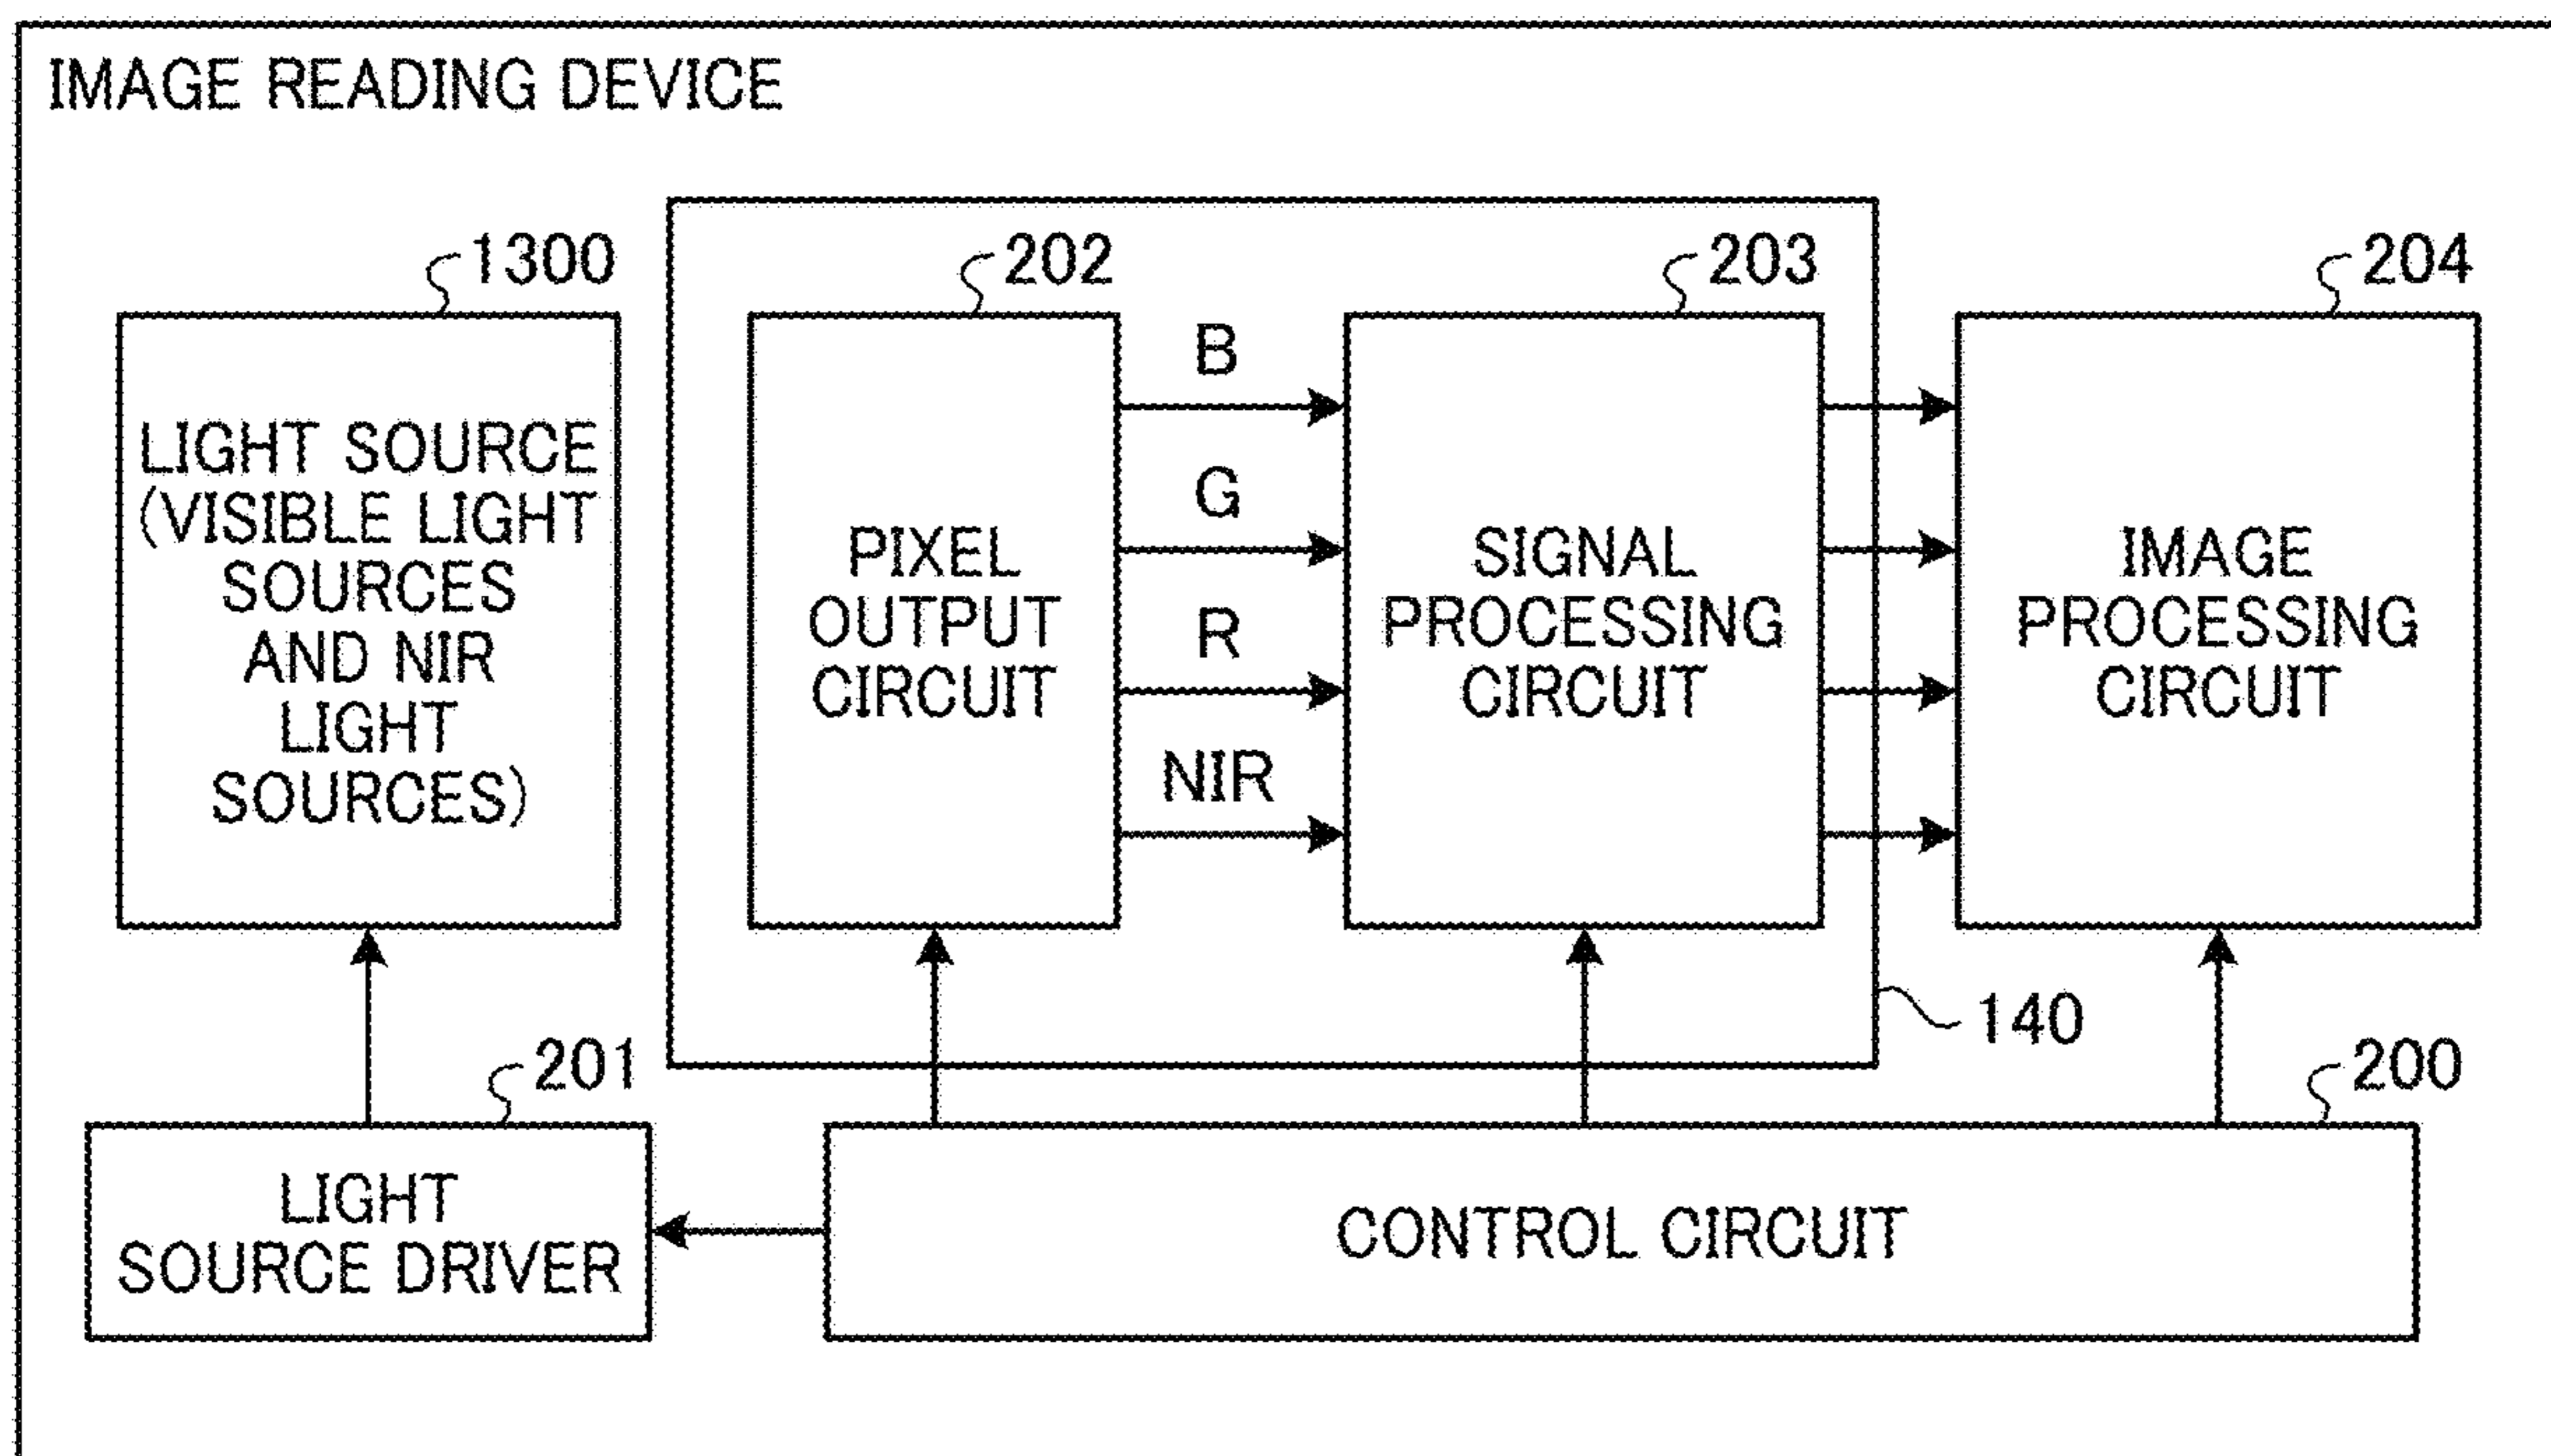 IMAGE READING DEVICE
1300
202
203
204
LIGHT SOURCE
(VISIBLE LIGHT
SOURCES
AND NIR
LIGHT
SOURCES)
PIXEL
OUTPUT
CIRCUIT
B
G
R
NIR
SIGNAL
PROCESSING
CIRCUIT
IMAGE
PROCESSING
CIRCUIT
140
201
200
LIGHT
SOURCE DRIVER
CONTROL CIRCUIT